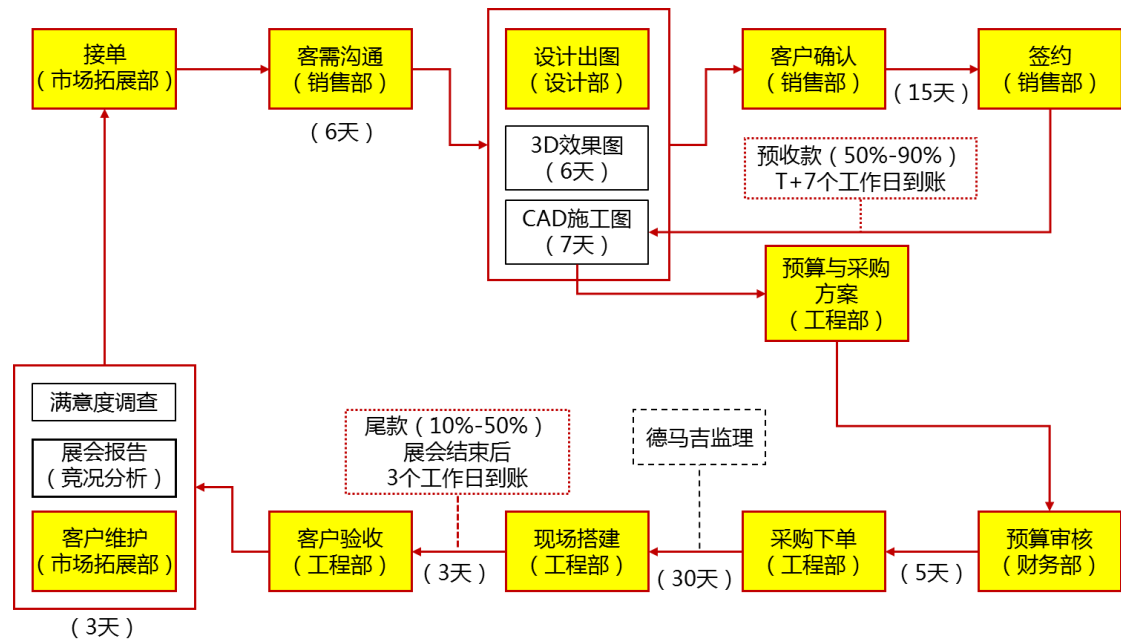 接单
（市场拓展部）
客需沟通
（销售部）
（6天）
设计出图
（设计部）
3D效果图
（6天）
CAD施工图
（7天）
客户确认
（销售部）
（15天）
签约
（销售部）
预收款（50%-90%）
T+7个工作日到账
预算与采购
方案
（工程部）
预算审核
（财务部）
（5天）
采购下单
（工程部）
德马吉监理
（30天）
现场搭建
（工程部）
尾款（10%-50%）
展会结束后
3个工作日到账
（3天）
客户验收
（工程部）
满意度调查
展会报告
（竞况分析）
客户维护
（市场拓展部）
（3天）